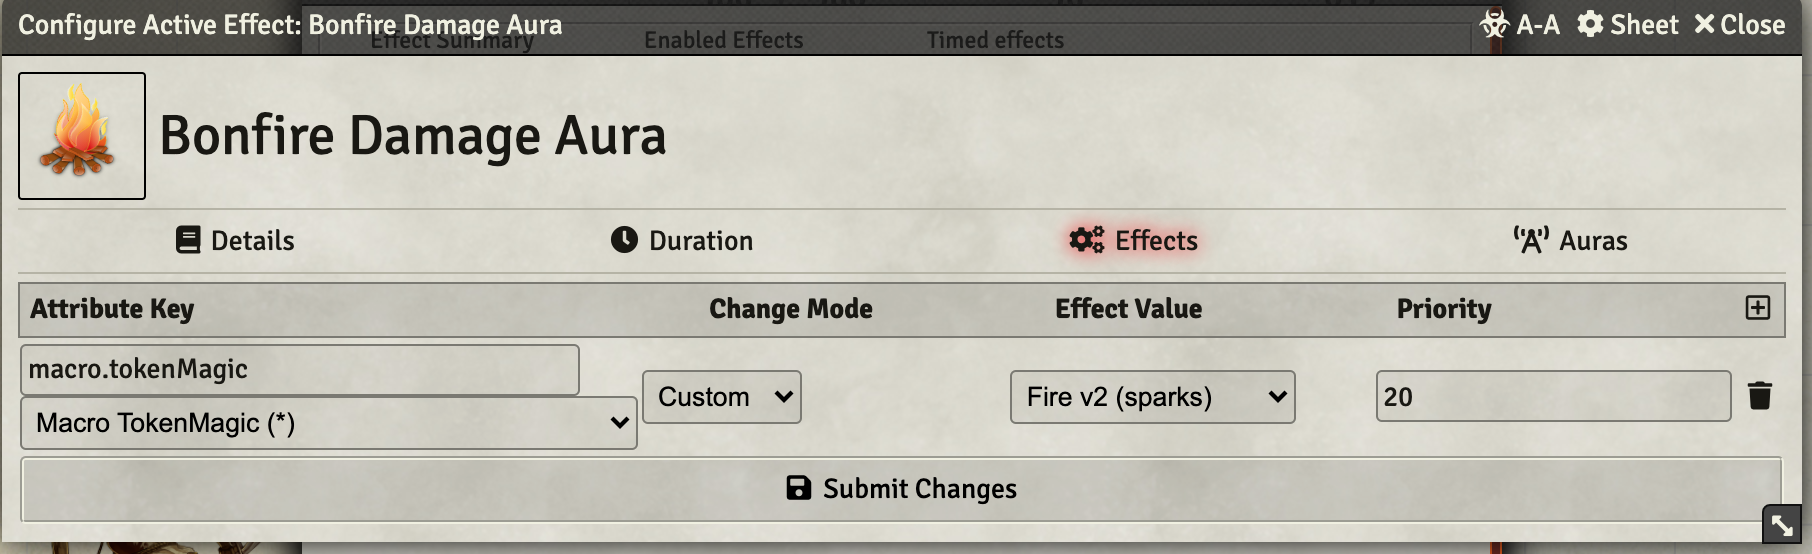 Configure Active Effect: Bonfire Damage Aura
A-A Sheet Close
Effect Summary Enabled Effects Timed effects
Bonfire Damage Aura
Details Duration Effects Auras
Attribute Key Change Mode Effect Value Priority
macro.tokenMagic
Custom Fire v2 (sparks) 20
Macro TokenMagic (*)
Submit Changes